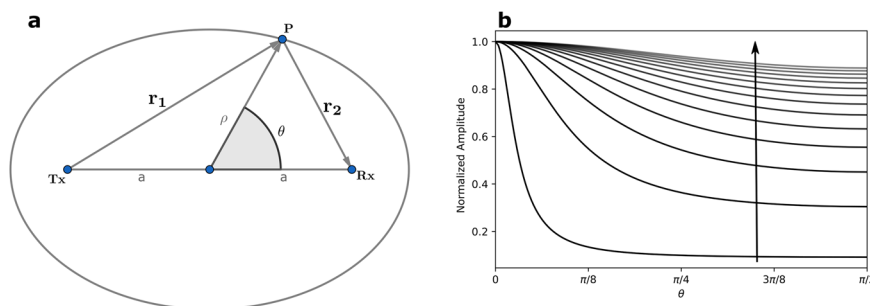 a
P
r₁
r₂
ρ
θ
Tx
a
a
Rx
b
Normalized Amplitude
1.0
0.8
0.6
0.4
0.2
0
π/8
π/4
3π/8
θ